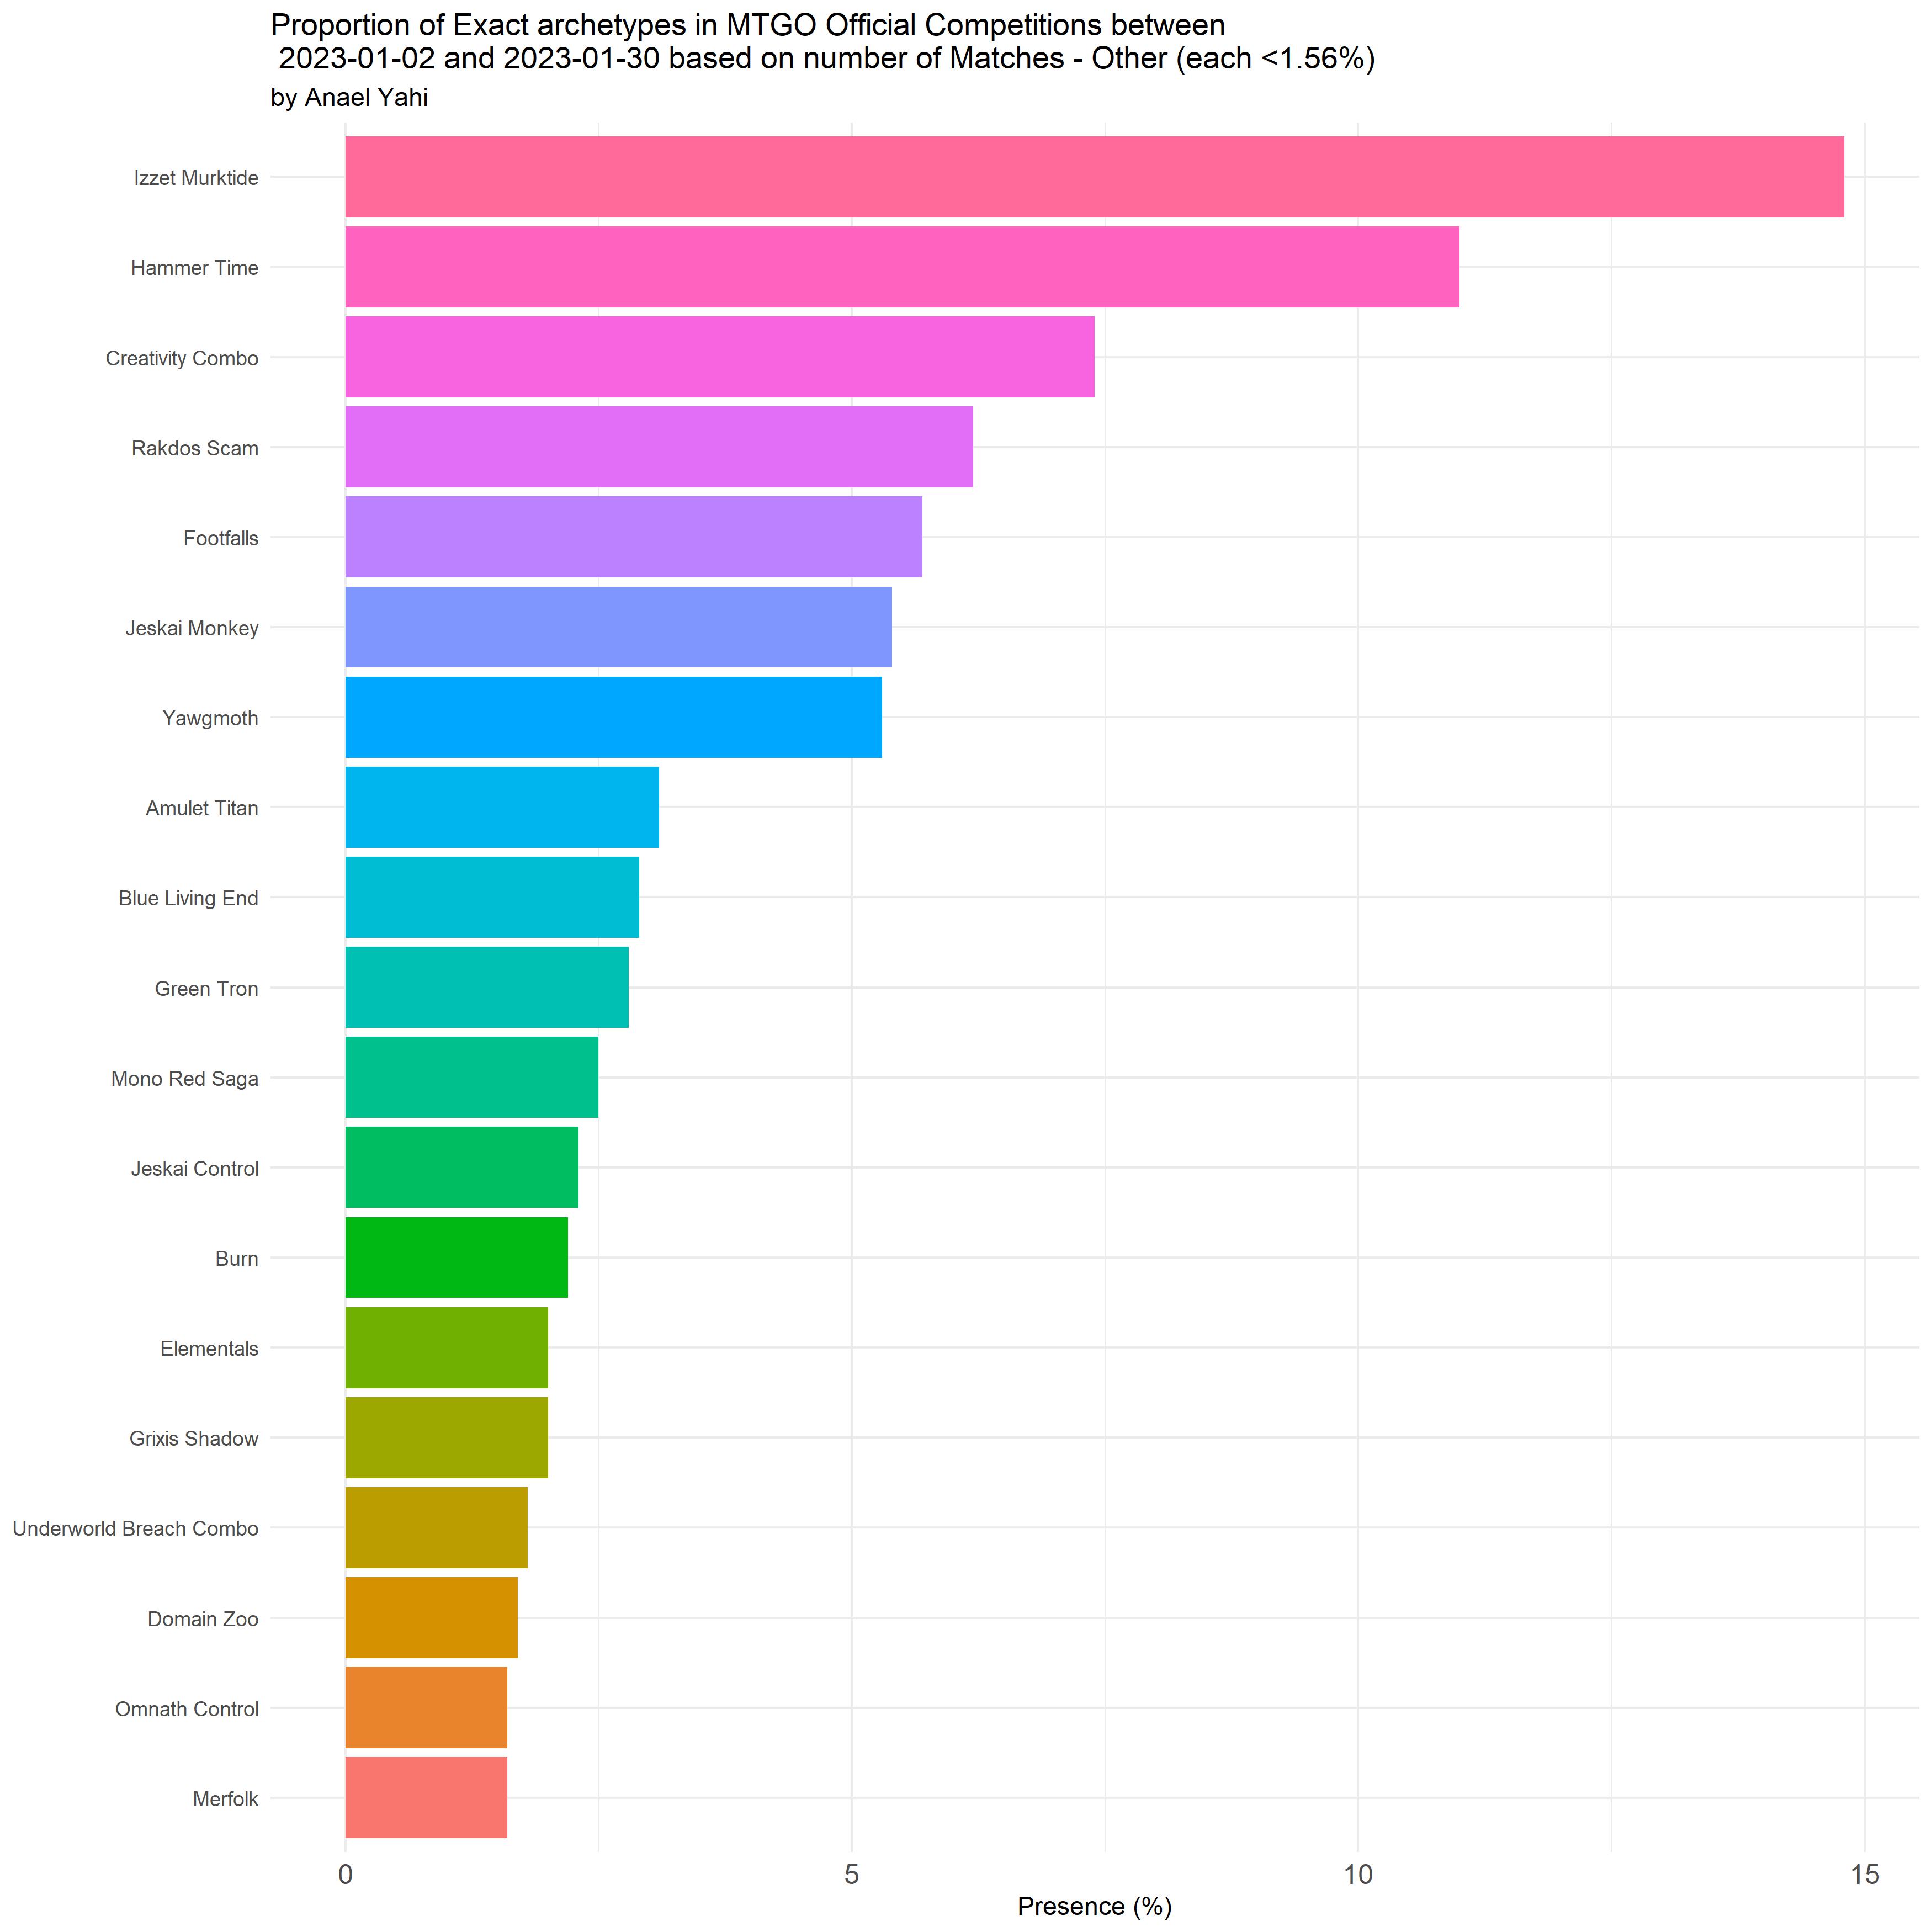 Proportion of Exact archetypes in MTGO Official Competitions between
2023-01-02 and 2023-01-30 based on number of Matches - Other (each <1.56%)
by Anael Yahi
Izzet Murktide
Hammer Time
Creativity Combo
Rakdos Scam
Footfalls
Jeskai Monkey
Yawgmoth
Amulet Titan
Blue Living End
Green Tron
Mono Red Saga
Jeskai Control
Burn
Elementals
Grixis Shadow
Underworld Breach Combo
Domain Zoo
Omnath Control
Merfolk
0 5 10 15
Presence (%)